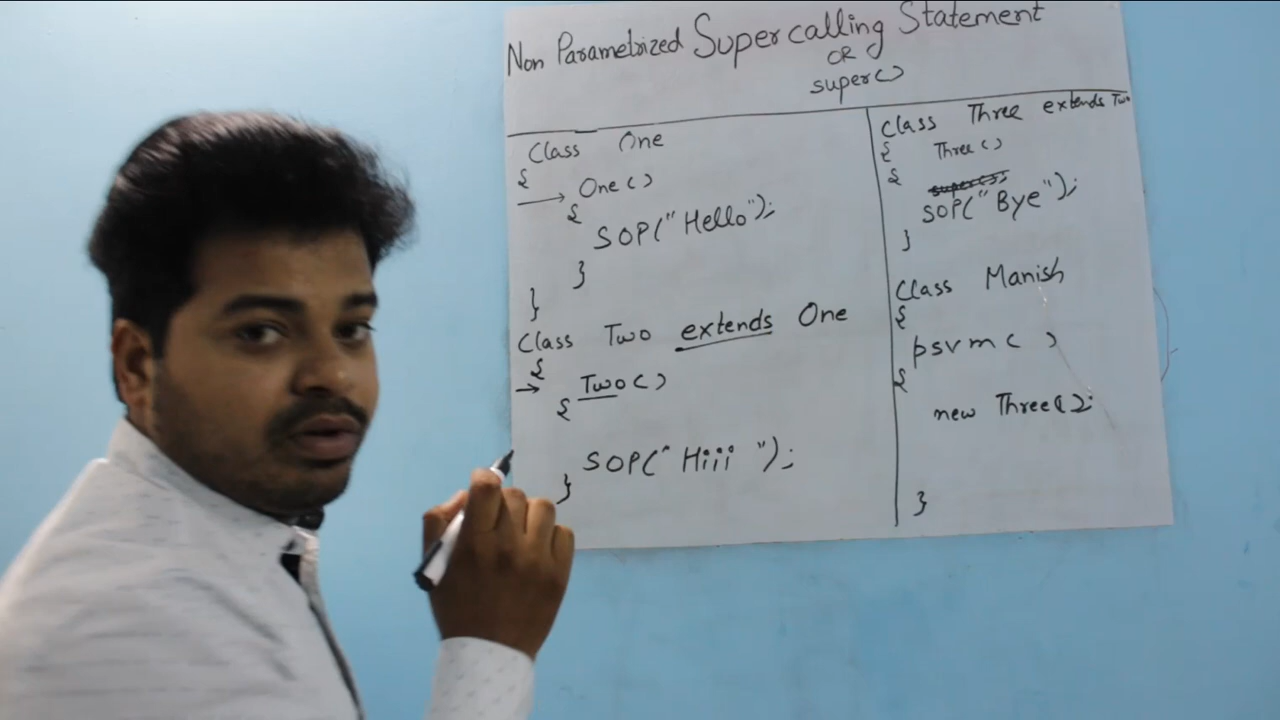 Non Parametrized Supercalling Statement
OR
super()
Class One
{
One()
{
SOP("Hello");
}
}
Class Two extends One
{
Two()
{
SOP("Hiii");
}
Class Three extends Two
{ Three()
{
super();
SOP("Bye");
}
Class Manish
{
psvm( )
{
new Three();
}